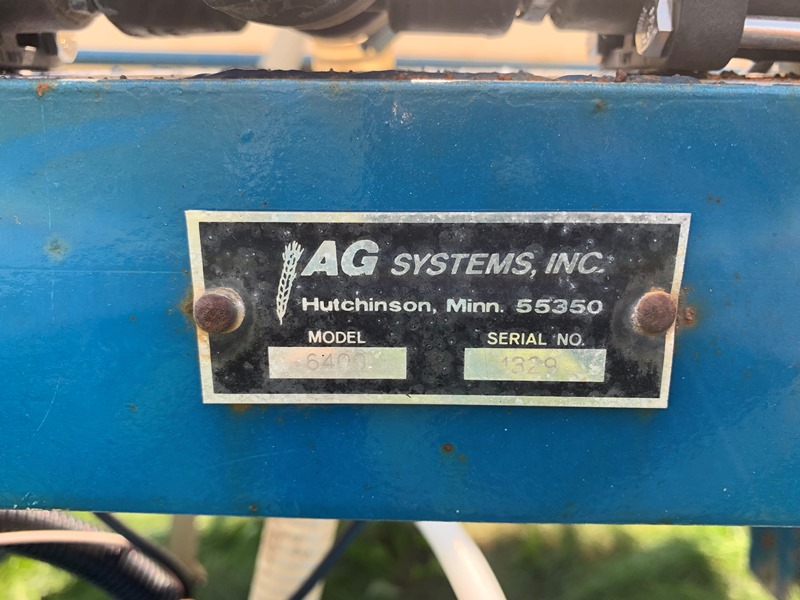 AG SYSTEMS, INC.
Hutchinson, Minn. 55350
MODEL SERIAL NO.
6400 1329